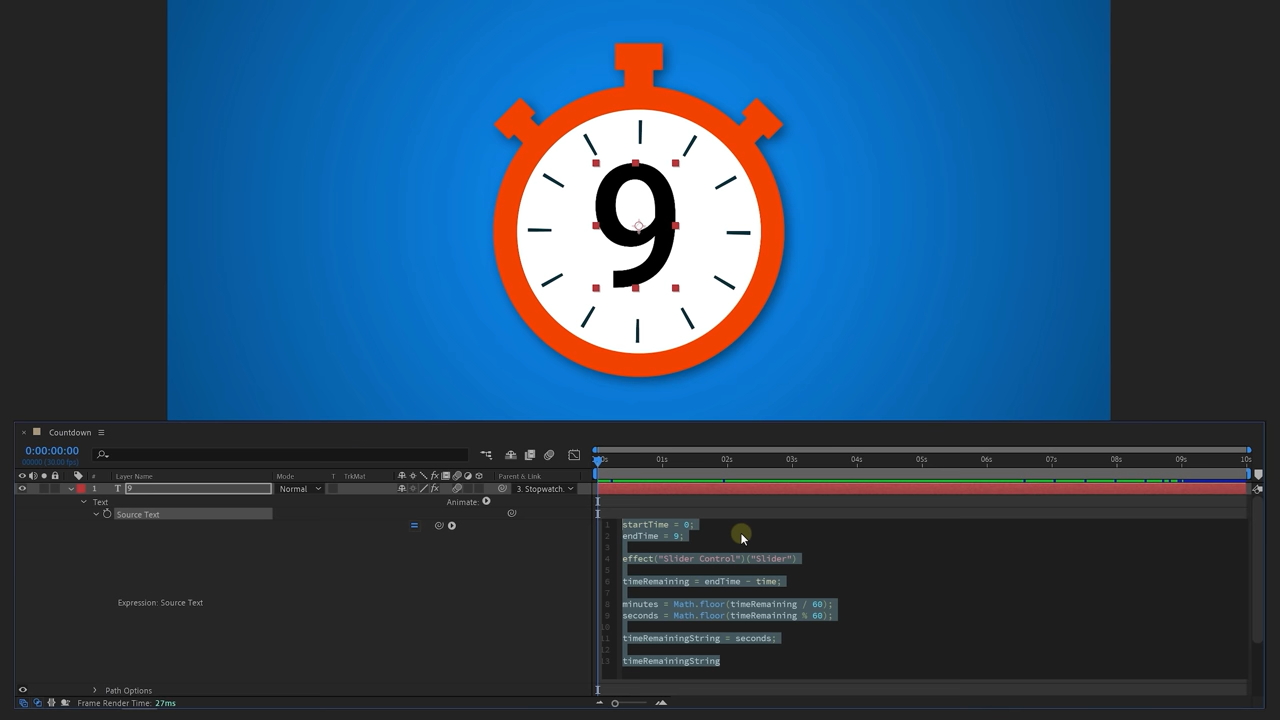 9
Countdown
0:00:00:00
00000 (30.00 fps)
# Layer Name Mode T TrkMat fx Parent & Link
1 T 9 Normal fx 3. Stopwatch.
Text Animate:
Source Text
Expression: Source Text
Path Options
Frame Render Time: 27ms
01s 02s 03s 04s 05s 06s 07s 08s 09s 10s
1 startTime = 0;
2 endTime = 9;
3
4 effect("Slider Control")("Slider")
5
6 timeRemaining = endTime - time;
7
8 minutes = Math.floor(timeRemaining / 60);
9 seconds = Math.floor(timeRemaining % 60);
10
11 timeRemainingString = seconds;
12
13 timeRemainingString